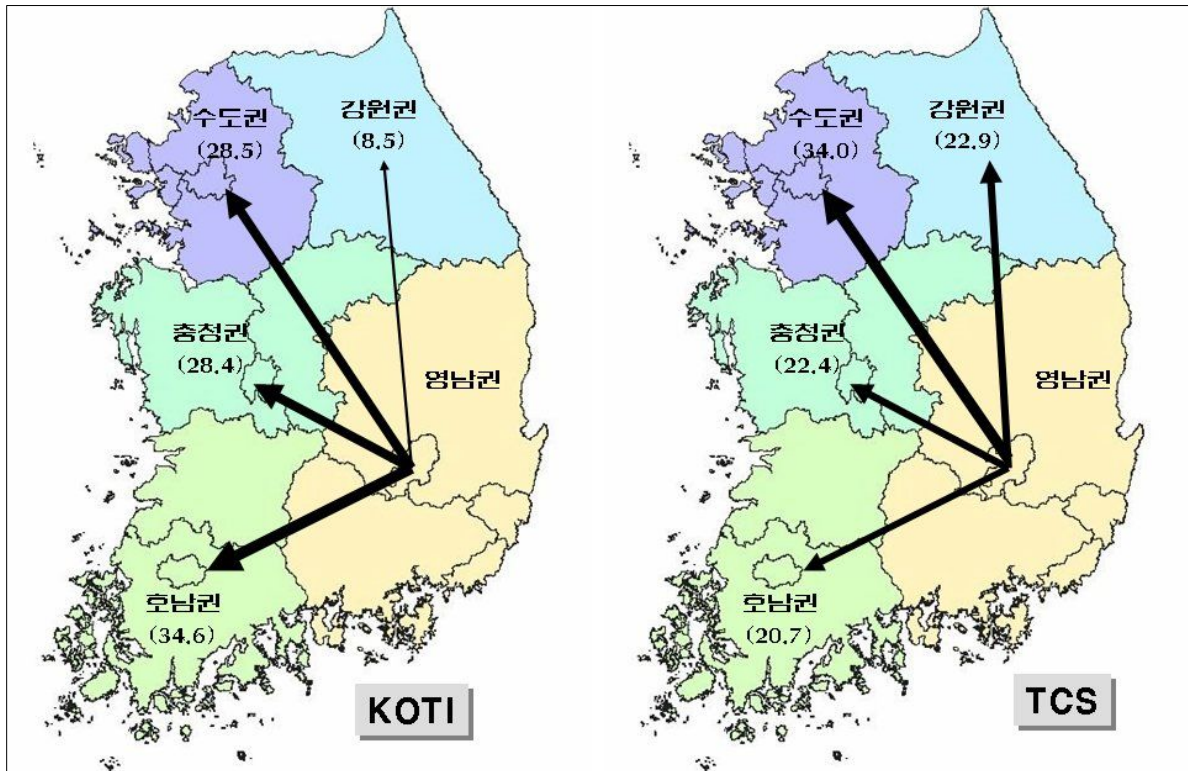 수도권
(28.5)
강원권
(8.5)
충청권
(28.4)
영남권
호남권
(34.6)
KOTI
수도권
(34.0)
강원권
(22.9)
충청권
(22.4)
영남권
호남권
(20.7)
TCS